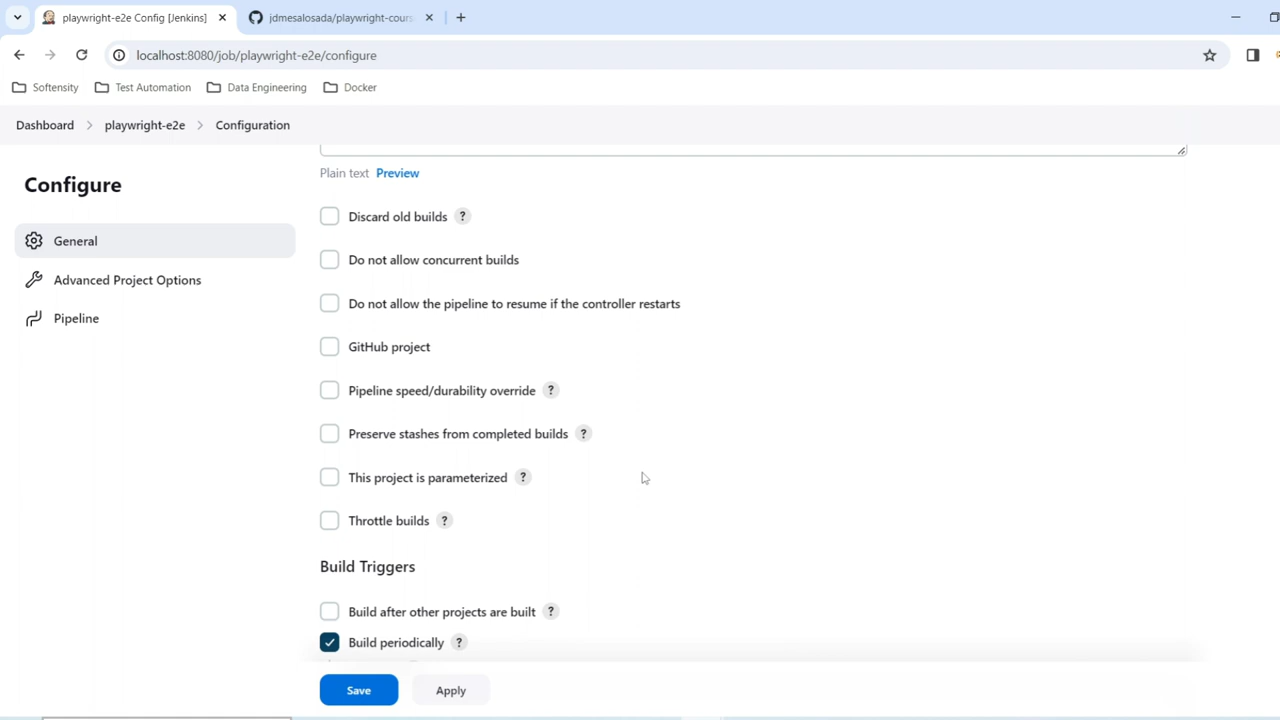 playwright-e2e Config [Jenkins]
jdmesalosada/playwright-cours
localhost:8080/job/playwright-e2e/configure
Softensity
Test Automation
Data Engineering
Docker
Dashboard
playwright-e2e
Configuration
Configure
General
Advanced Project Options
Pipeline
Plain text Preview
Discard old builds ?
Do not allow concurrent builds
Do not allow the pipeline to resume if the controller restarts
GitHub project
Pipeline speed/durability override ?
Preserve stashes from completed builds ?
This project is parameterized ?
Throttle builds ?
Build Triggers
Build after other projects are built ?
Build periodically ?
Save
Apply